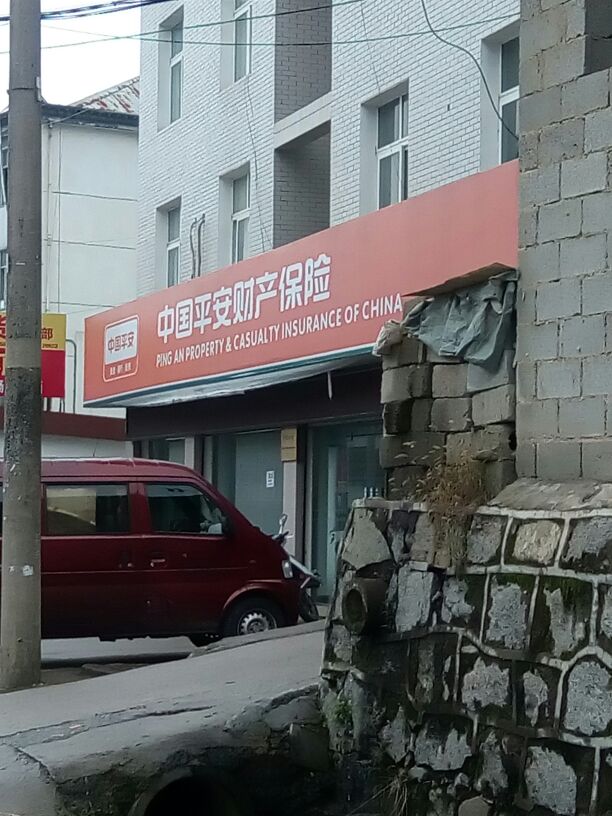 中国平安
中国平安财产保险
PING AN PROPERTY & CASUALTY INSURANCE OF CHINA
部